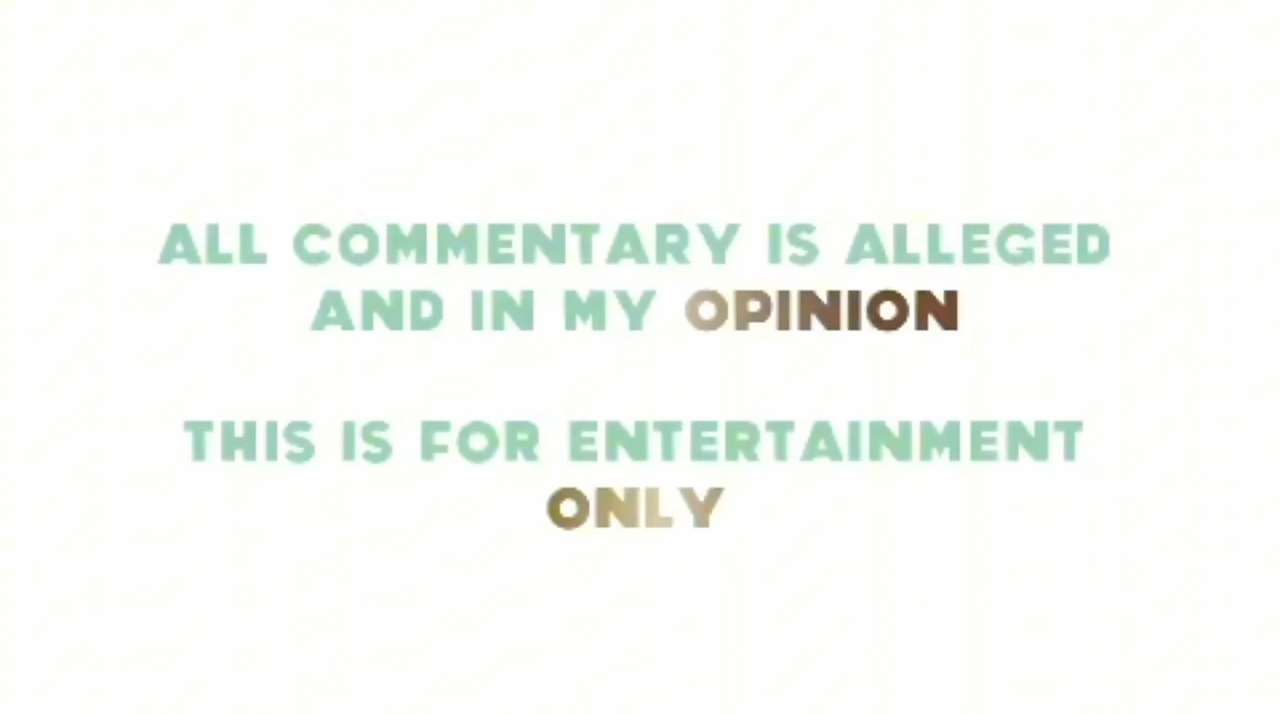 ALL COMMENTARY IS ALLEGED
AND IN MY OPINION
THIS IS FOR ENTERTAINMENT
ONLY